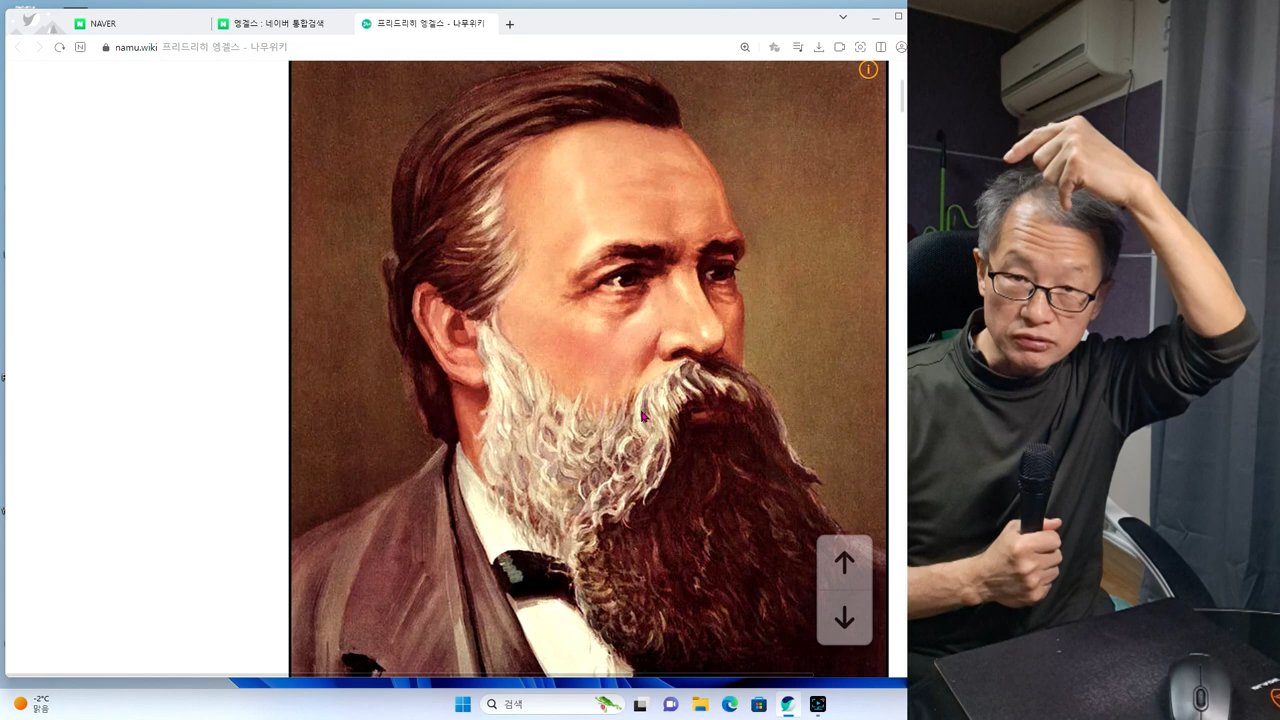 NAVER
엥겔스 : 네이버 통합검색
프리드리히 엥겔스 - 나무위키
namu.wiki 프리드리히 엥겔스 - 나무위키
-2°C
맑음
검색